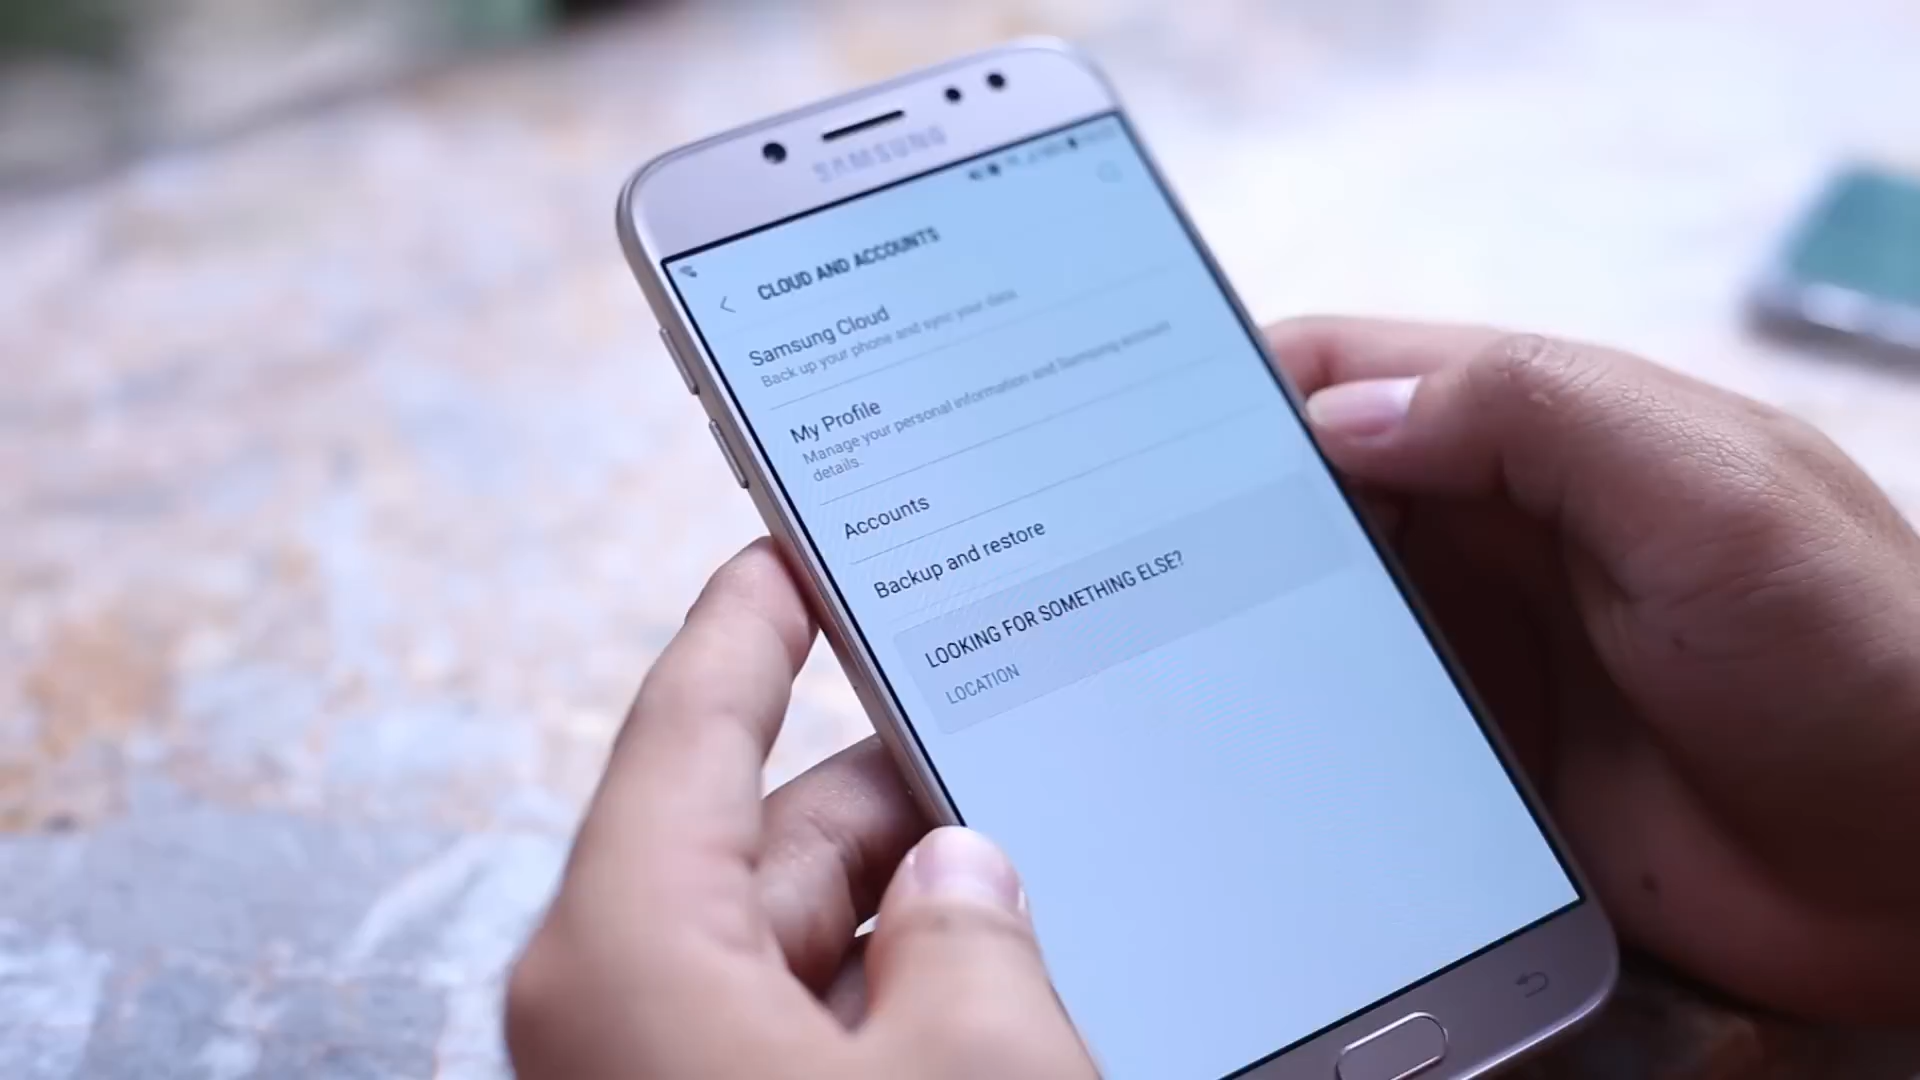 SAMSUNG
CLOUD AND ACCOUNTS
Samsung Cloud
Back up your phone and sync your data
My Profile
Manage your personal information and Samsung account
details.
Accounts
Backup and restore
LOOKING FOR SOMETHING ELSE?
LOCATION